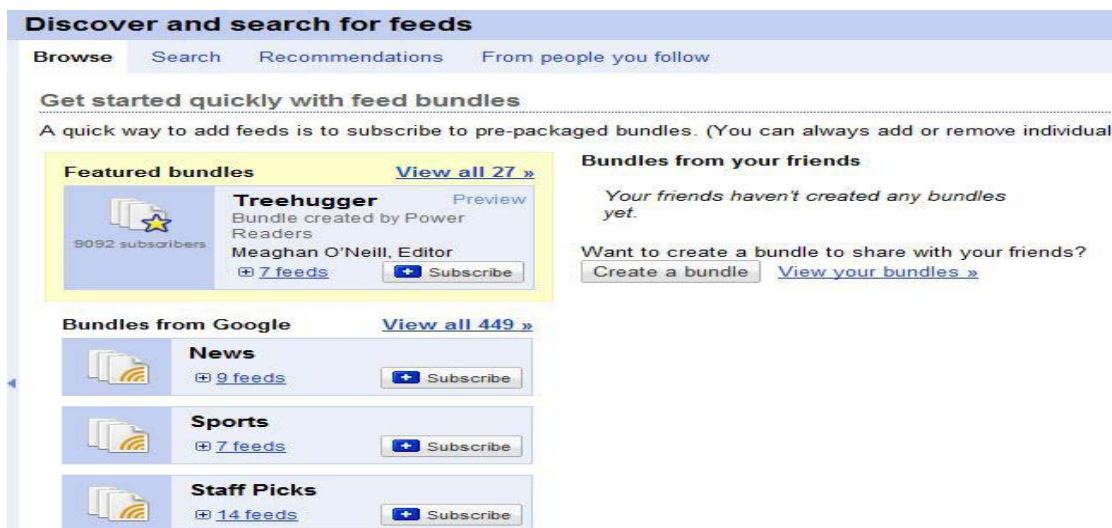 Discover and search for feeds
Browse Search Recommendations From people you follow
Get started quickly with feed bundles
A quick way to add feeds is to subscribe to pre-packaged bundles. (You can always add or remove individual
Featured bundles View all 27 »
Treehugger Preview
Bundle created by Power
Readers
9092 subscribers
Meaghan O'Neill, Editor
7 feeds Subscribe
Bundles from your friends
Your friends haven't created any bundles
yet.
Want to create a bundle to share with your friends?
Create a bundle View your bundles »
Bundles from Google View all 449 »
News
9 feeds Subscribe
Sports
7 feeds Subscribe
Staff Picks
14 feeds Subscribe